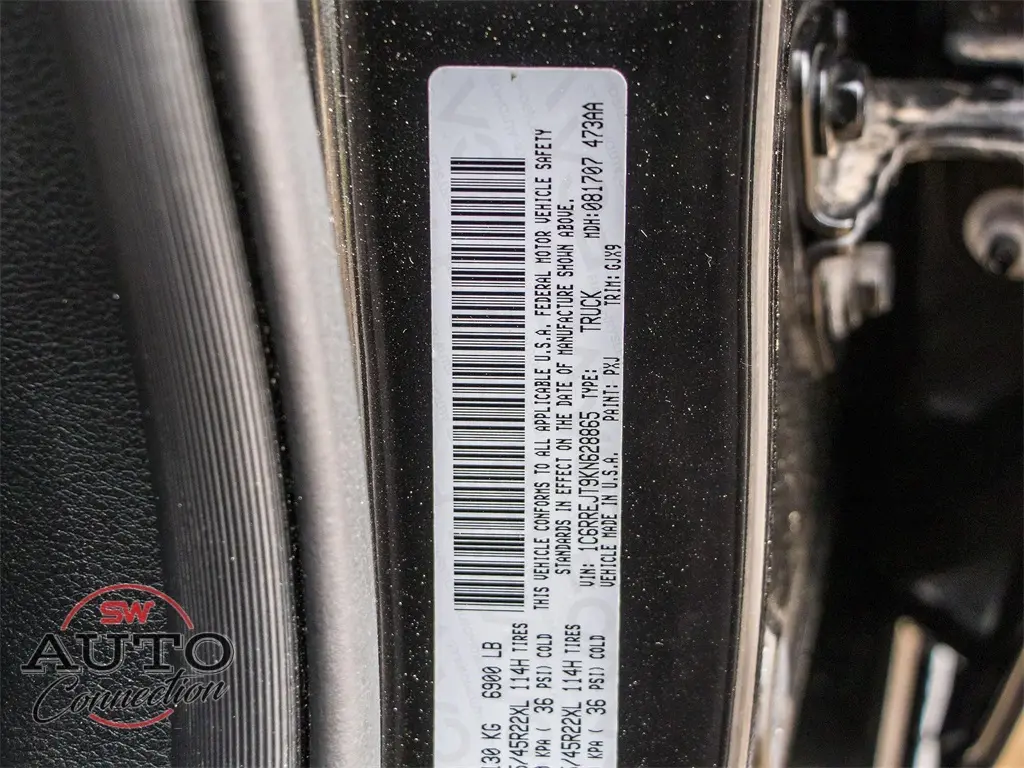 130 KG 6900 LB
/45R22XL 114H TIRES
KPA ( 36 PSI) COLD
/45R22XL 114H TIRES
KPA ( 36 PSI) COLD
THIS VEHICLE CONFORMS TO ALL APPLICABLE U.S.A. FEDERAL MOTOR VEHICLE SAFETY
STANDARDS IN EFFECT ON THE DATE OF MANUFACTURE SHOWN ABOVE.
VIN: 1C6RREJT9KN628865 TYPE: TRUCK MDH:081707 473AA
VEHICLE MADE IN U.S.A. PAINT: PXJ TRIM: GJX9
SW
AUTO
Connection